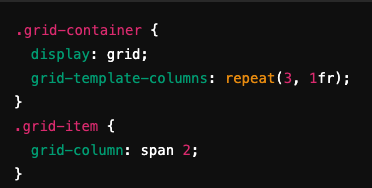 .grid-container {
  display: grid;
  grid-template-columns: repeat(3, 1fr);
}
.grid-item {
  grid-column: span 2;
}